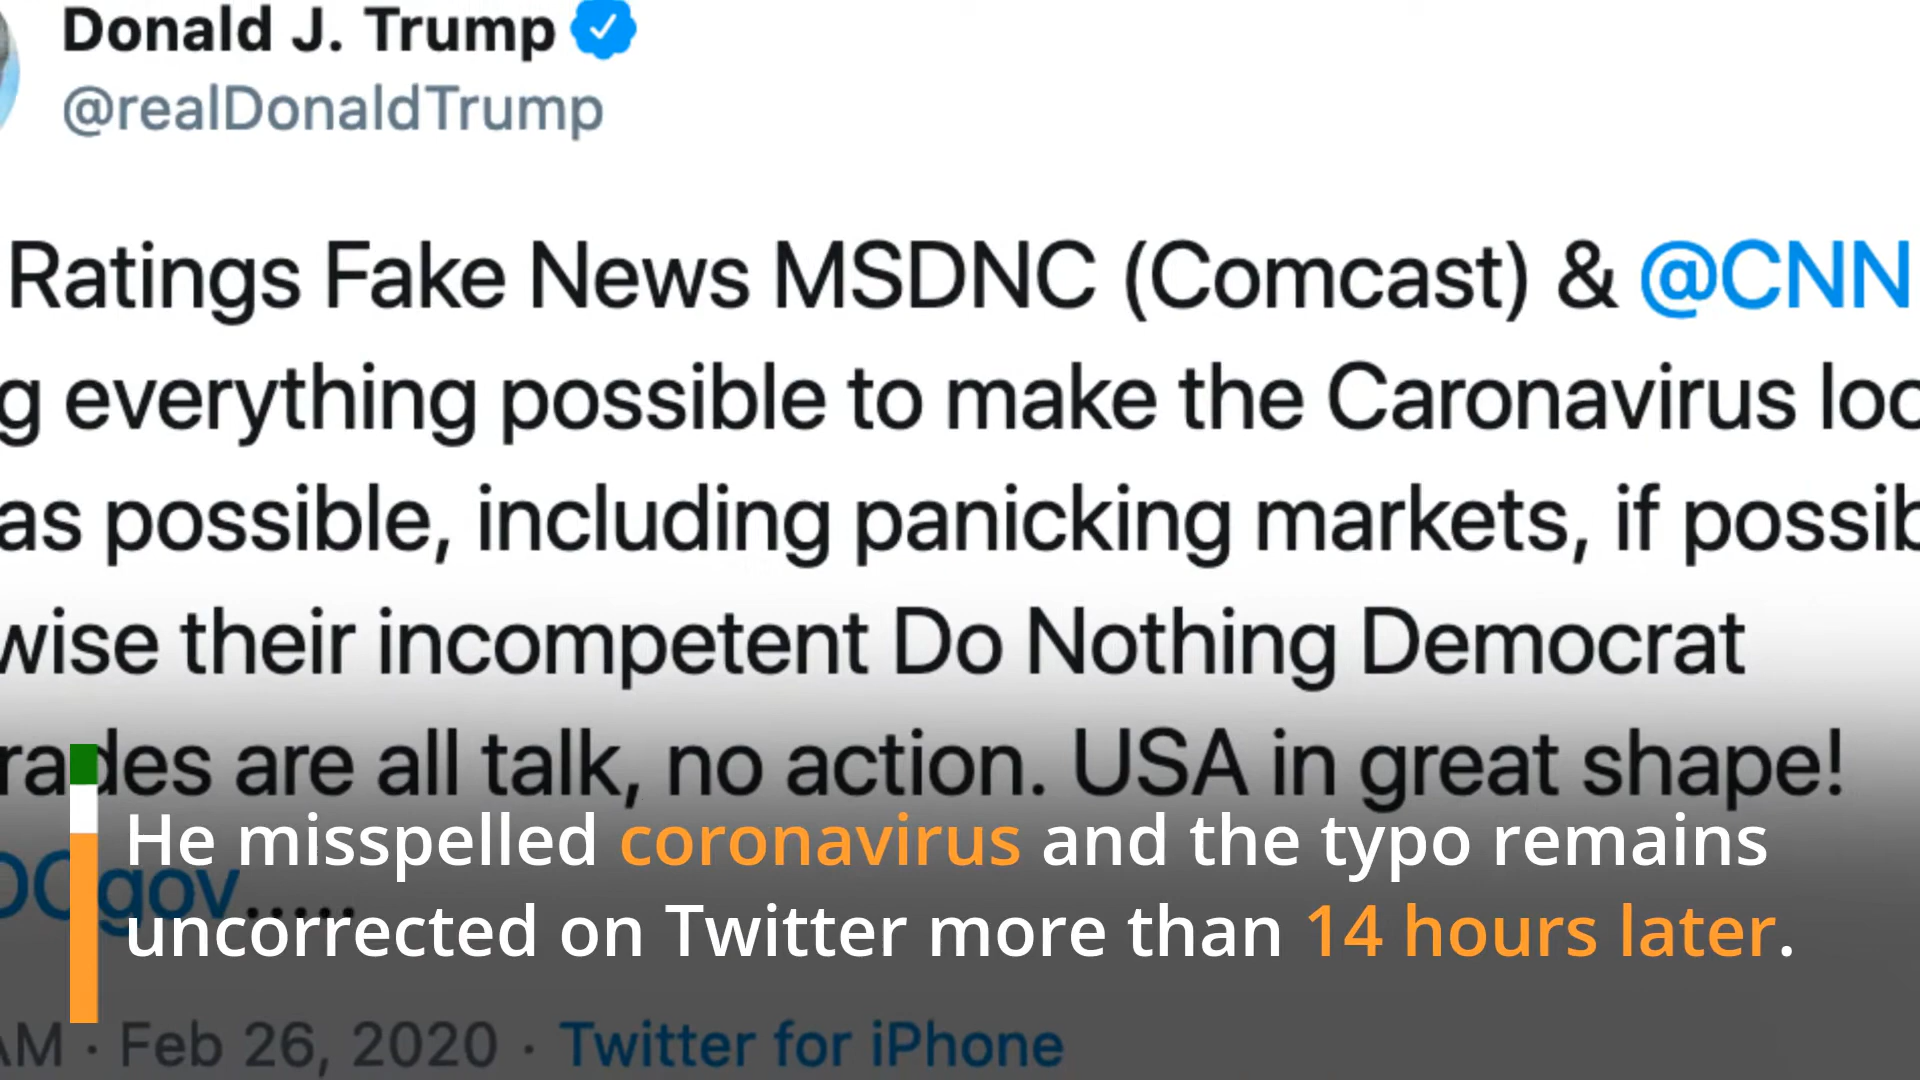 Donald J. Trump
@realDonaldTrump
Ratings Fake News MSDNC (Comcast) & @CNN
g everything possible to make the Caronavirus loo
as possible, including panicking markets, if possib
wise their incompetent Do Nothing Democrat
rades are all talk, no action. USA in great shape!
DCgov.....
He misspelled coronavirus and the typo remains
uncorrected on Twitter more than 14 hours later.
AM · Feb 26, 2020 · Twitter for iPhone